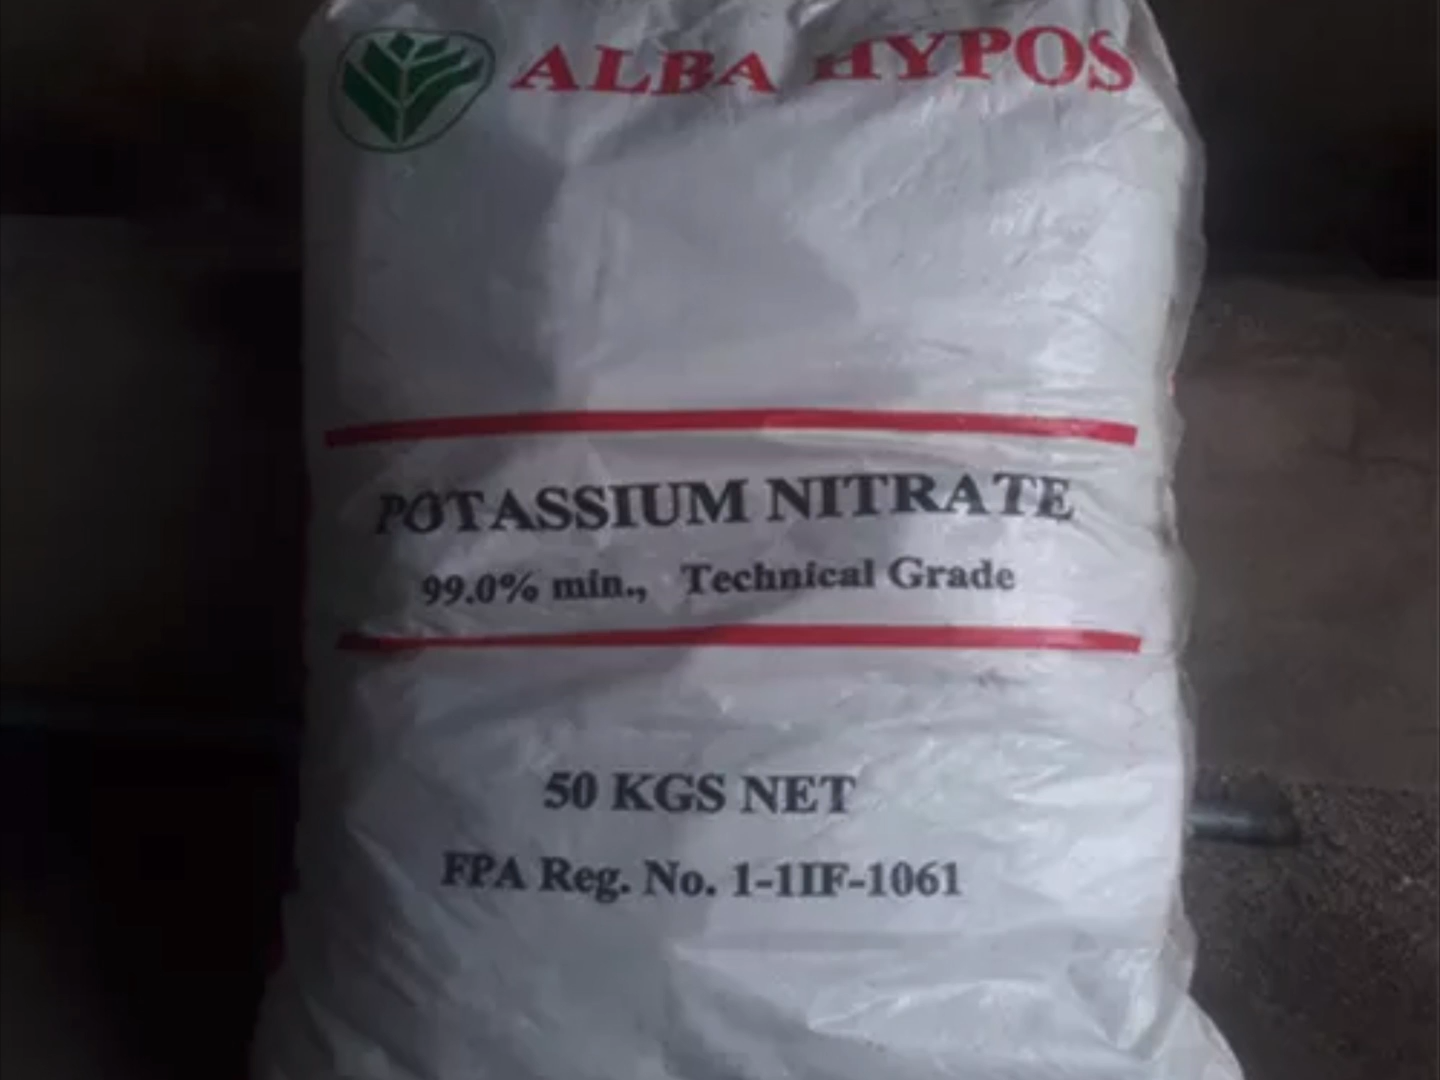 ALBA HYPOS
POTASSIUM NITRATE
99.0% min., Technical Grade
50 KGS NET
FPA Reg. No. 1-1IF-1061